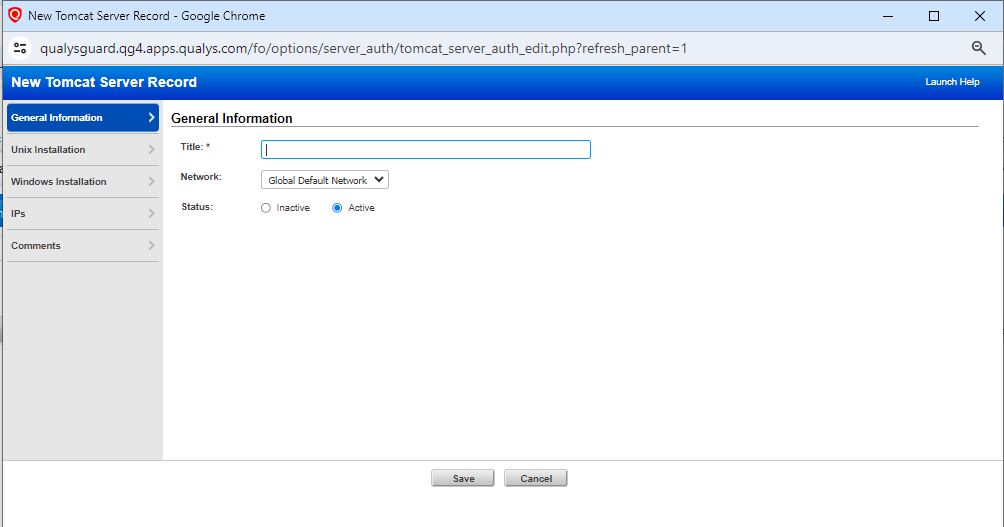 New Tomcat Server Record - Google Chrome
qualysguard.qg4.apps.qualys.com/fo/options/server_auth/tomcat_server_auth_edit.php?refresh_parent=1
New Tomcat Server Record
Launch Help
General Information
Unix Installation
Windows Installation
IPs
Comments
General Information
Title: *
Network: Global Default Network
Status: Inactive Active
Save Cancel